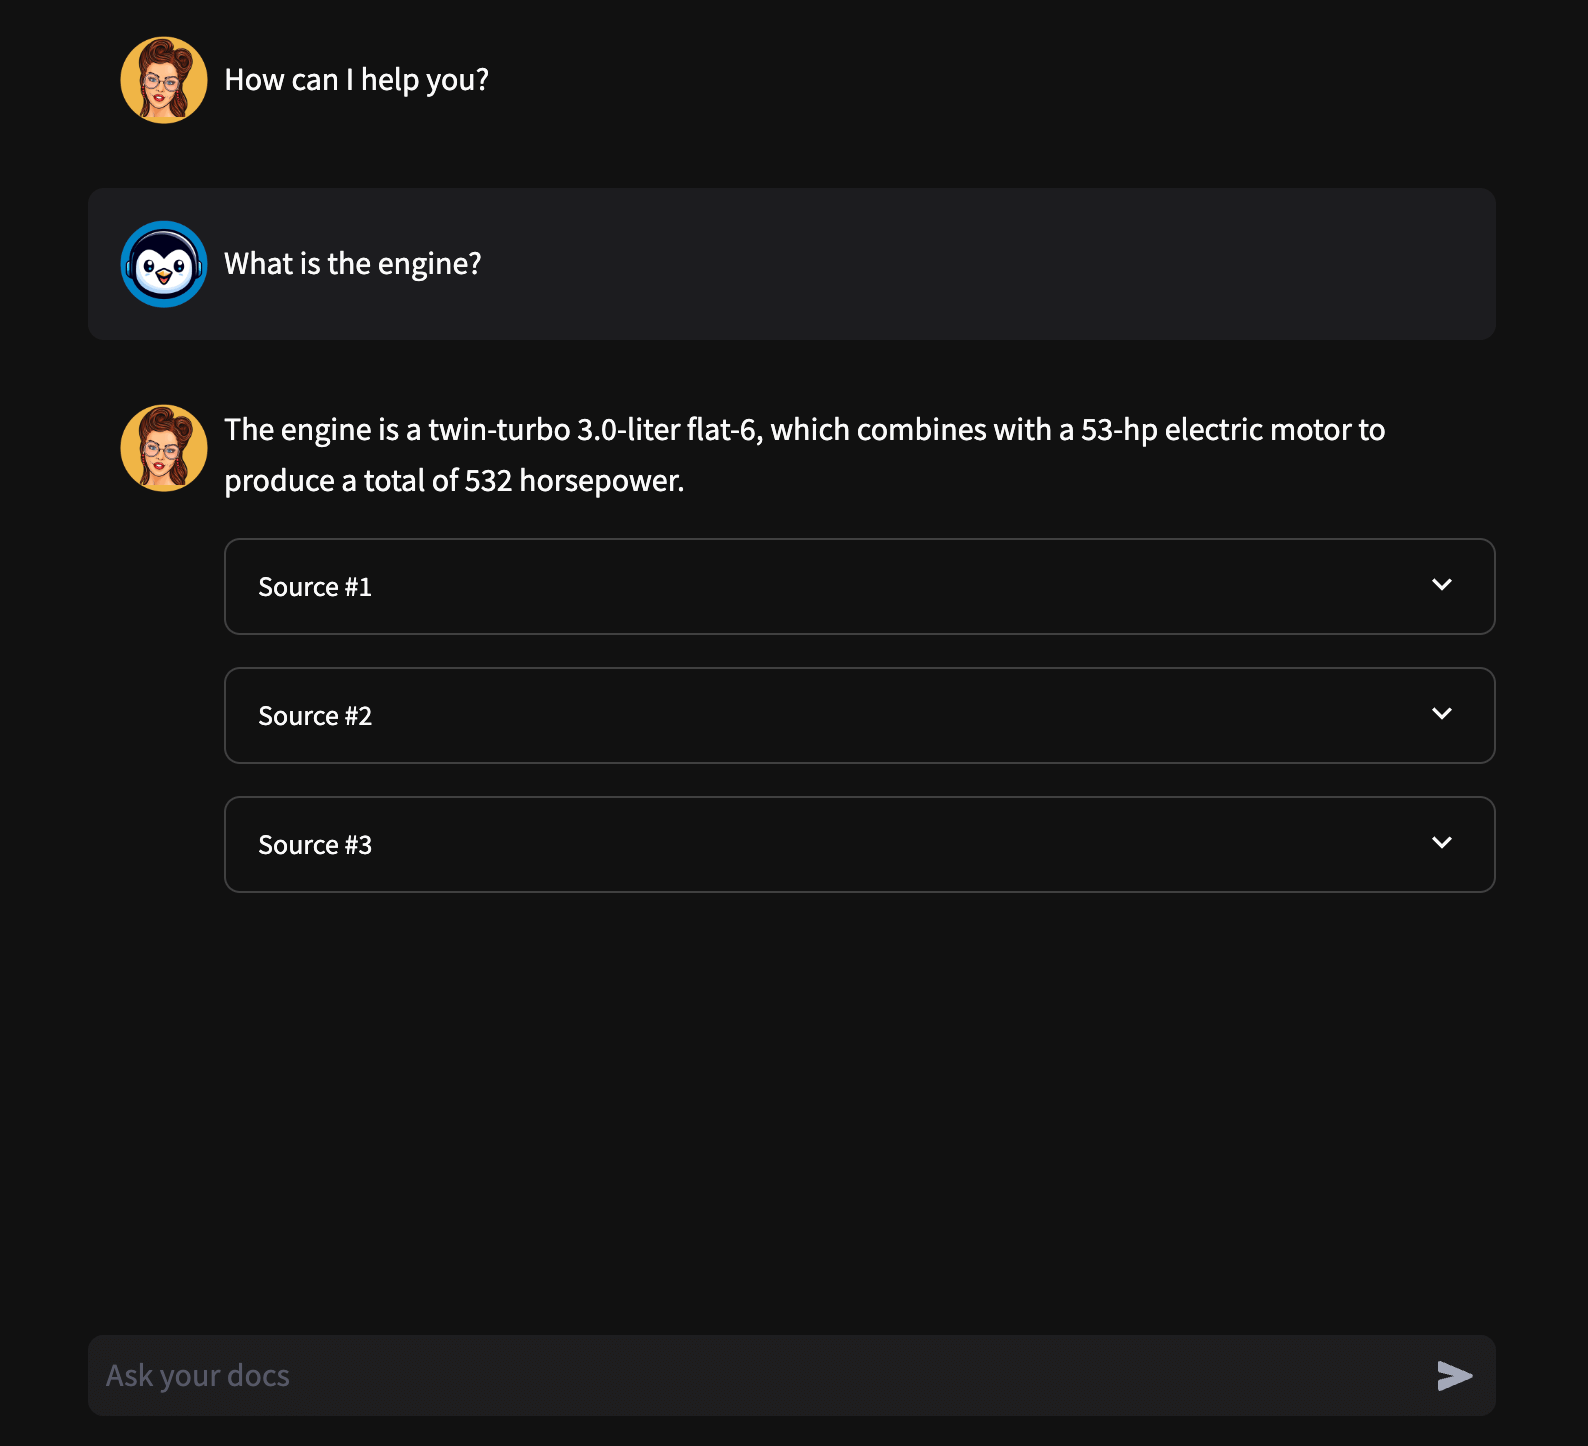 How can I help you?
What is the engine?
The engine is a twin-turbo 3.0-liter flat-6, which combines with a 53-hp electric motor to
produce a total of 532 horsepower.
Source #1
Source #2
Source #3
Ask your docs